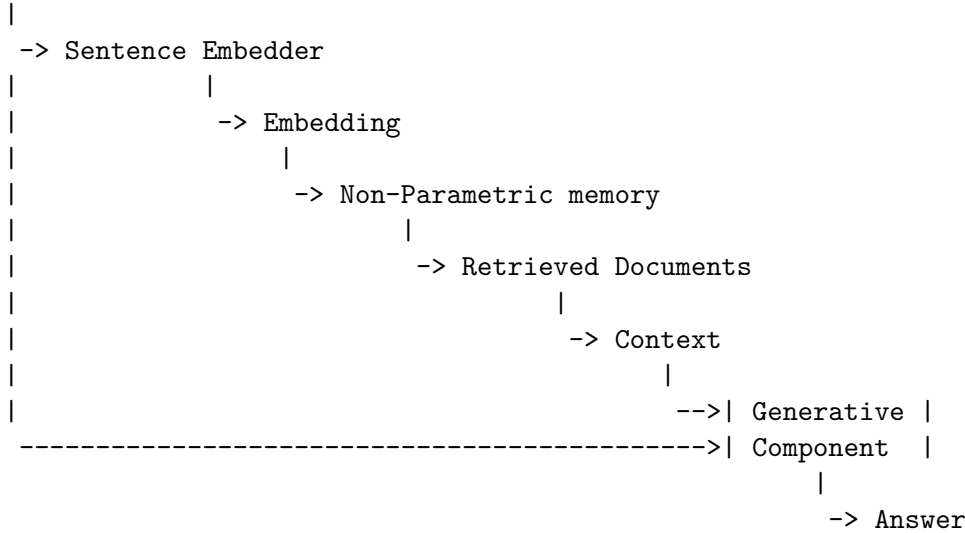 |
-> Sentence Embedder
| |
| -> Embedding
| |
| -> Non-Parametric memory
| |
| -> Retrieved Documents
| |
| -> Context
| |
| -->| Generative |
--------------------------------------------->| Component |
|
-> Answer